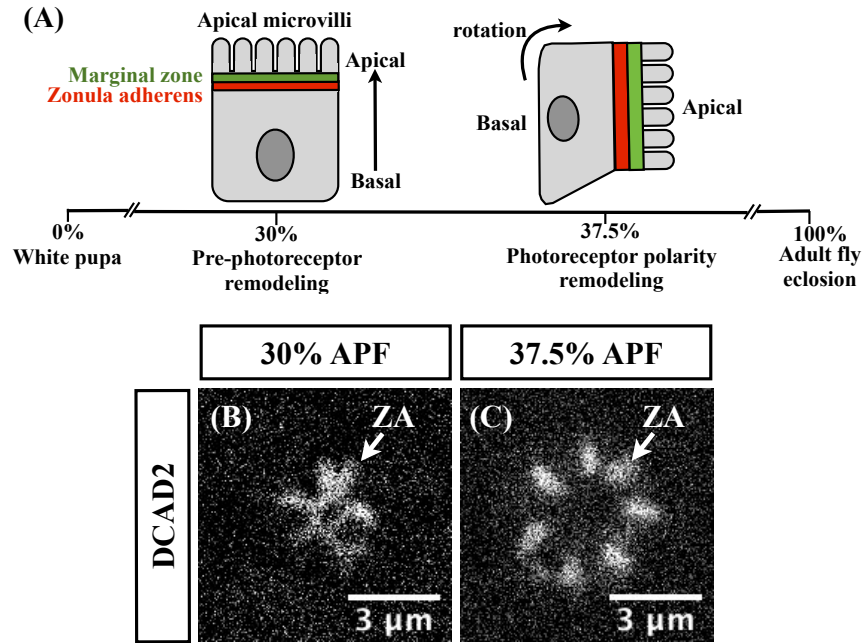 (A)
Apical microvilli
Marginal zone
Zonula adherens
Apical
Basal
rotation
Basal
Apical
0%
White pupa
30%
Pre-photoreceptor
remodeling
37.5%
Photoreceptor polarity
remodeling
100%
Adult fly
eclosion
30% APF
37.5% APF
DCAD2
(B)
ZA
3 μm
(C)
ZA
3 μm